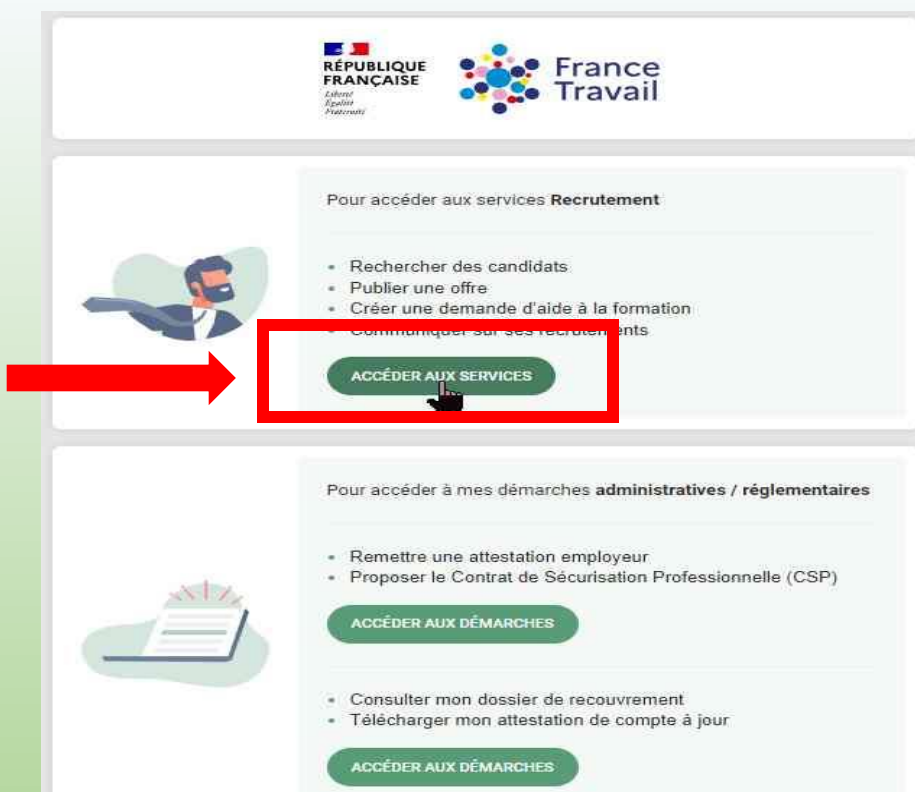 RÉPUBLIQUE
FRANÇAISE
Liberté
Égalité
Fraternité
France
Travail
Pour accéder aux services Recrutement
Rechercher des candidats
Publier une offre
Créer une demande d'aide à la formation
Communiquer sur ses recrutements
ACCÉDER AUX SERVICES
Pour accéder à mes démarches administratives / réglementaires
Remettre une attestation employeur
Proposer le Contrat de Sécurisation Professionnelle (CSP)
ACCÉDER AUX DÉMARCHES
Consulter mon dossier de recouvrement
Télécharger mon attestation de compte à jour
ACCÉDER AUX DÉMARCHES